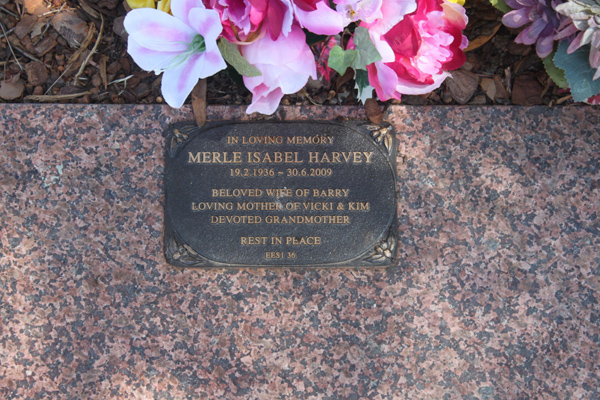 IN LOVING MEMORY
MERLE ISABEL HARVEY
19.2.1936 ~ 30.6.2009
BELOVED WIFE OF BARRY
LOVING MOTHER OF VICKI & KIM
DEVOTED GRANDMOTHER
REST IN PEACE